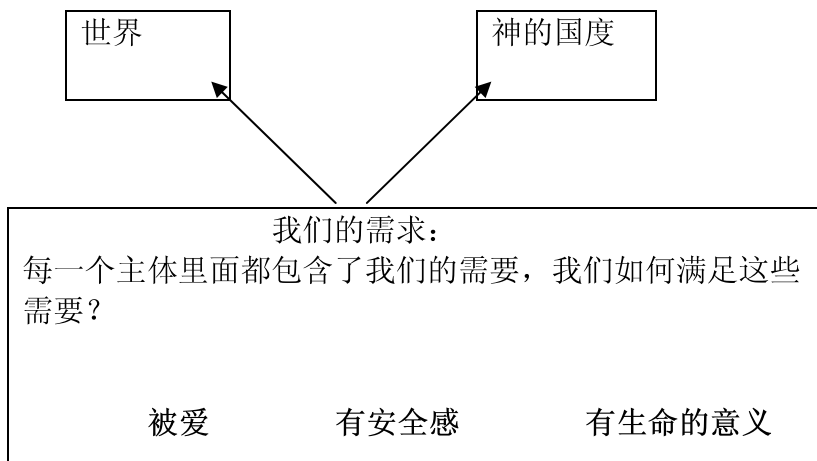 世界
神的国度
我们的需求：
每一个主体里面都包含了我们的需要，我们如何满足这些
需要？
被爱 有安全感 有生命的意义